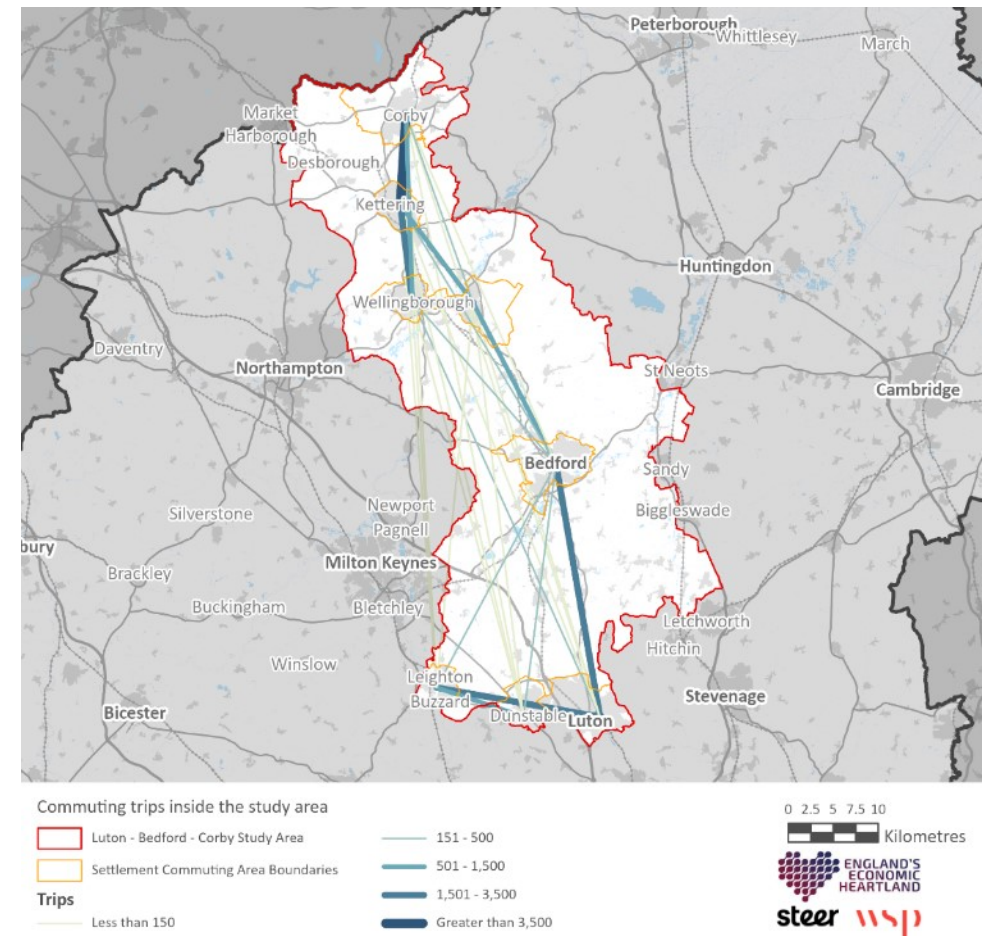 Peterborough
Whittlesey
March
Market
Harborough
Corby
Desborough
Kettering
Huntingdon
Wellingborough
Daventry
Northampton
St Neots
Cambridge
Bedford
Sandy
Newport
Pagnell
Silverstone
Biggleswade
bury
Milton Keynes
Brackley
Buckingham
Bletchley
Letchworth
Hitchin
Winslow
Leighton
Buzzard
Stevenage
Bicester
Dunstable
Luton
Commuting trips inside the study area
Luton - Bedford - Corby Study Area
Settlement Commuting Area Boundaries
Trips
Less than 150
151 - 500
501 - 1,500
1,501 - 3,500
Greater than 3,500
0 2.5 5 7.5 10
Kilometres
ENGLAND'S
ECONOMIC
HEARTLAND
steer wsp